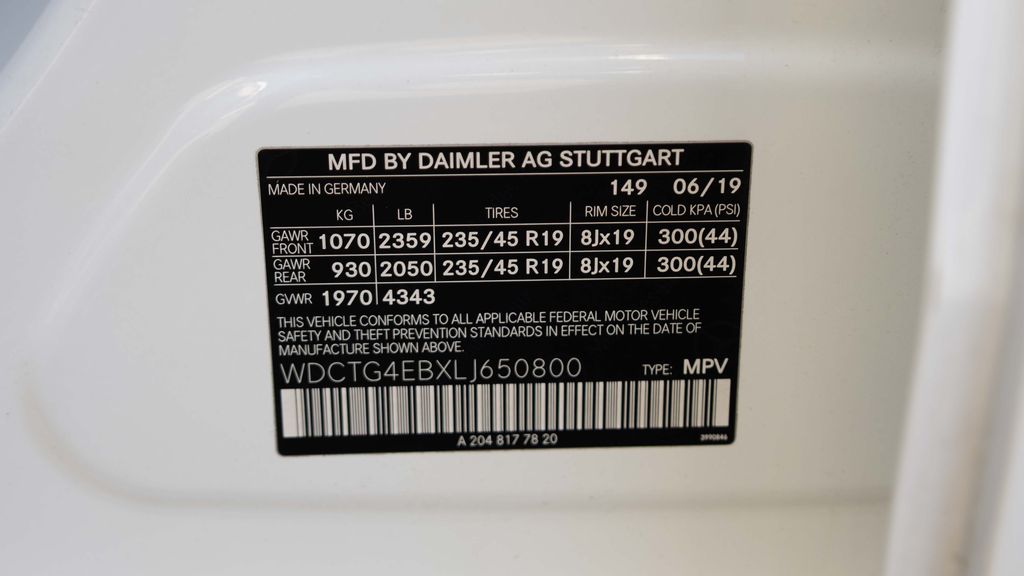 MFD BY DAIMLER AG STUTTGART
MADE IN GERMANY 149 06/19
KG LB TIRES RIM SIZE COLD KPA (PSI)
GAWR FRONT 1070 2359 235/45 R19 8Jx19 300(44)
GAWR REAR 930 2050 235/45 R19 8Jx19 300(44)
GVWR 1970 4343
THIS VEHICLE CONFORMS TO ALL APPLICABLE FEDERAL MOTOR VEHICLE
SAFETY AND THEFT PREVENTION STANDARDS IN EFFECT ON THE DATE OF
MANUFACTURE SHOWN ABOVE.
WDCTG4EBXLJ650800 TYPE: MPV
A 204 817 78 20 3990846